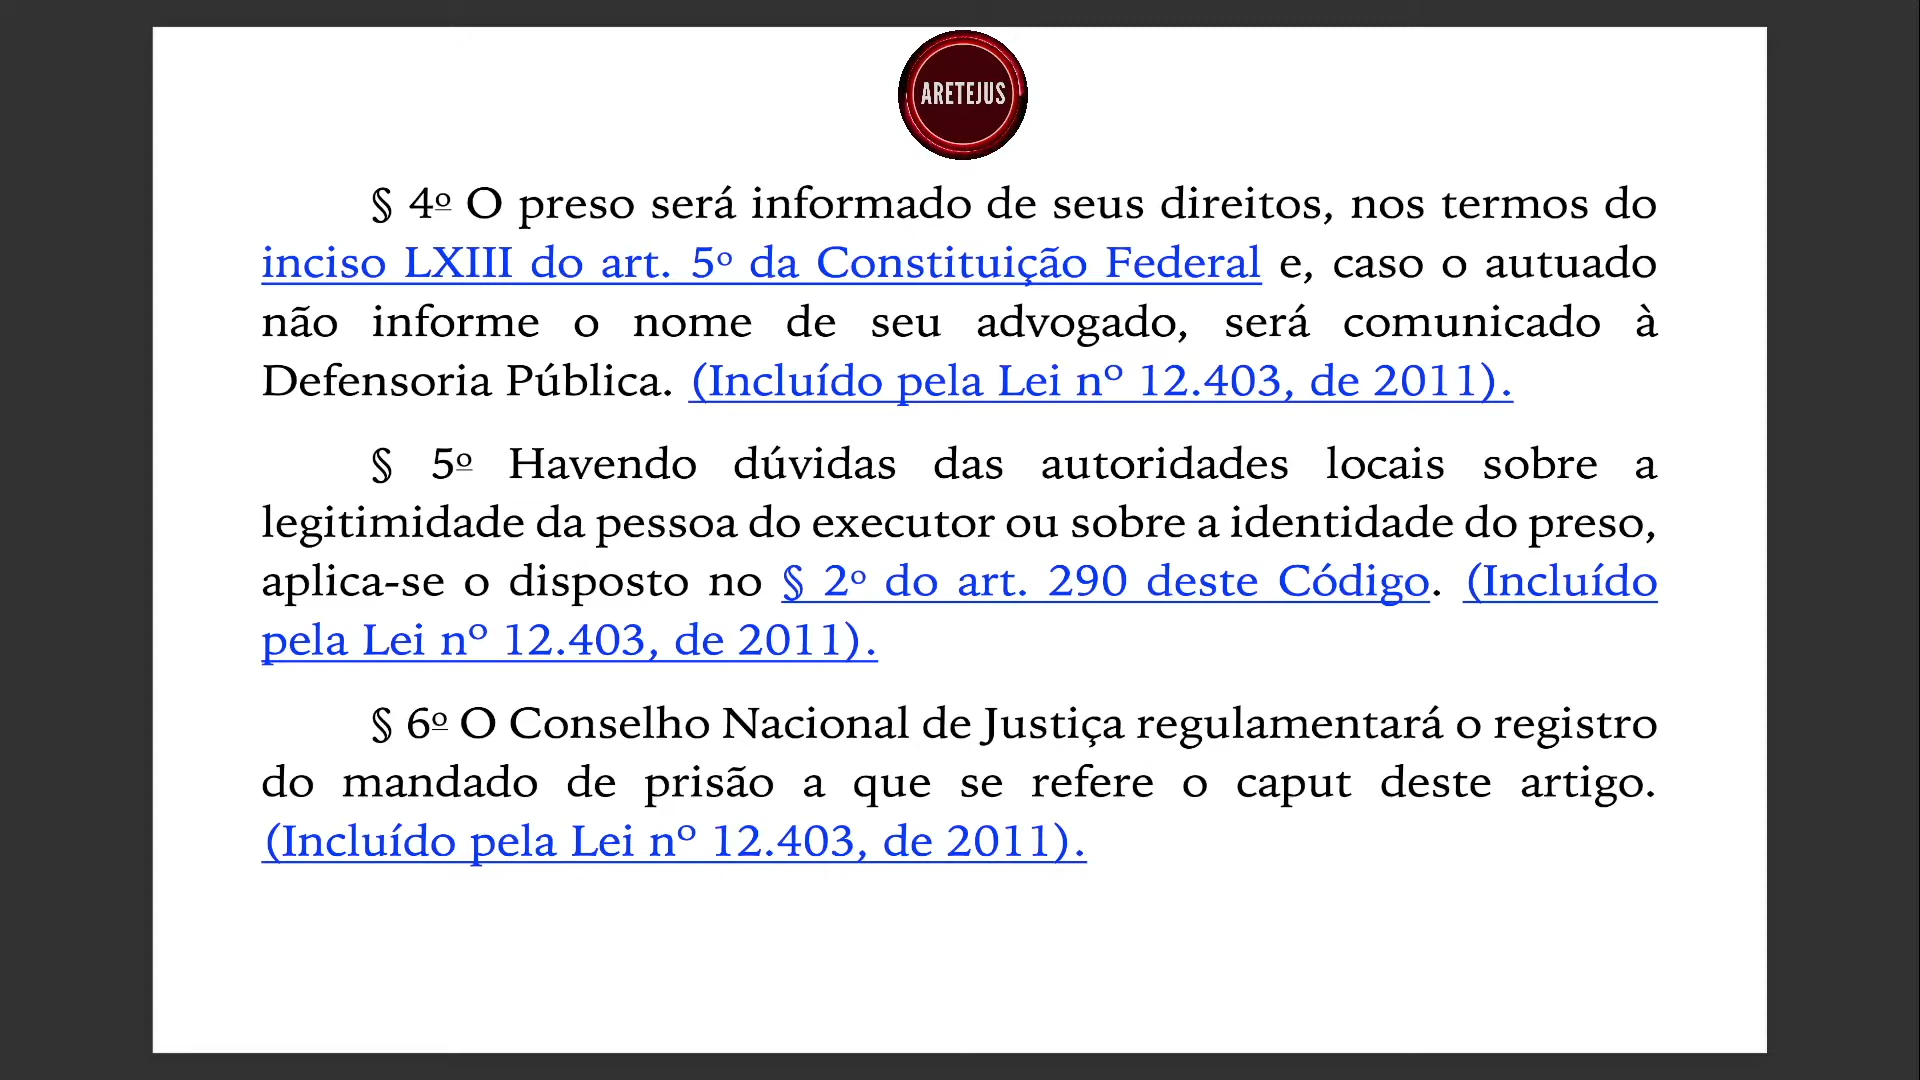 ARETEJUS
§ 4º O preso será informado de seus direitos, nos termos do
inciso LXIII do art. 5º da Constituição Federal e, caso o autuado
não informe o nome de seu advogado, será comunicado à
Defensoria Pública. (Incluído pela Lei nº 12.403, de 2011).
§ 5º Havendo dúvidas das autoridades locais sobre a
legitimidade da pessoa do executor ou sobre a identidade do preso,
aplica-se o disposto no § 2º do art. 290 deste Código. (Incluído
pela Lei nº 12.403, de 2011).
§ 6º O Conselho Nacional de Justiça regulamentará o registro
do mandado de prisão a que se refere o caput deste artigo.
(Incluído pela Lei nº 12.403, de 2011).